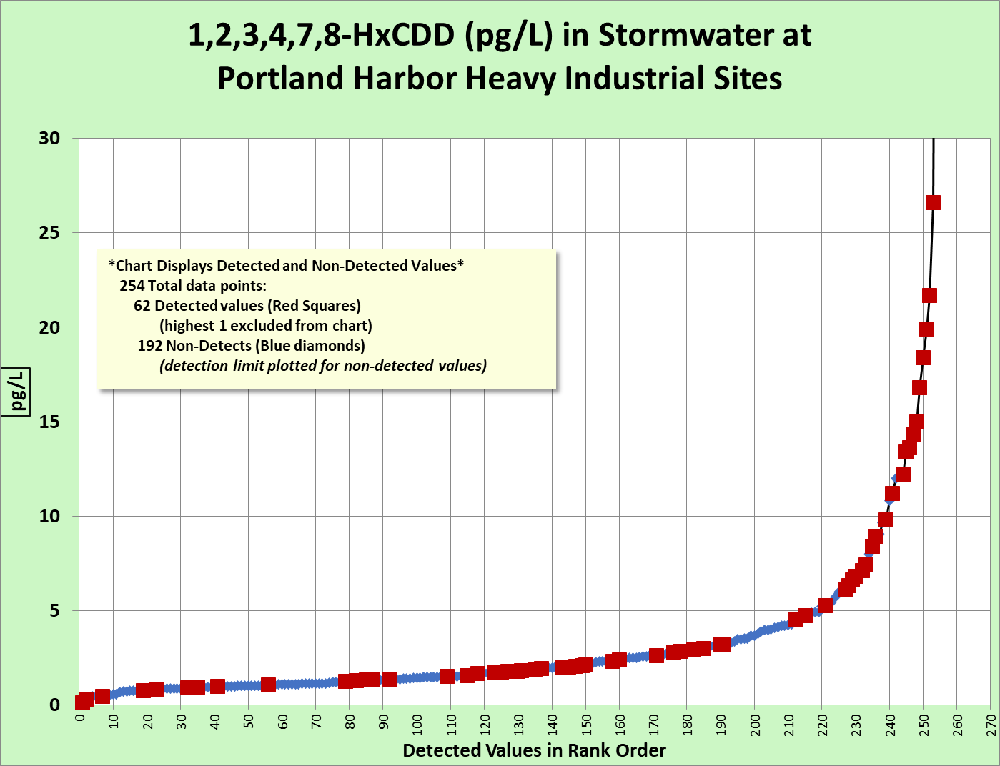 1,2,3,4,7,8-HxCDD (pg/L) in Stormwater at
Portland Harbor Heavy Industrial Sites
30
25
20
15
10
5
0
pg/L
*Chart Displays Detected and Non-Detected Values*
254 Total data points:
62 Detected values (Red Squares)
(highest 1 excluded from chart)
192 Non-Detects (Blue diamonds)
(detection limit plotted for non-detected values)
0 10 20 30 40 50 60 70 80 90 100 110 120 130 140 150 160 170 180 190 200 210 220 230 240 250 260 270
Detected Values in Rank Order